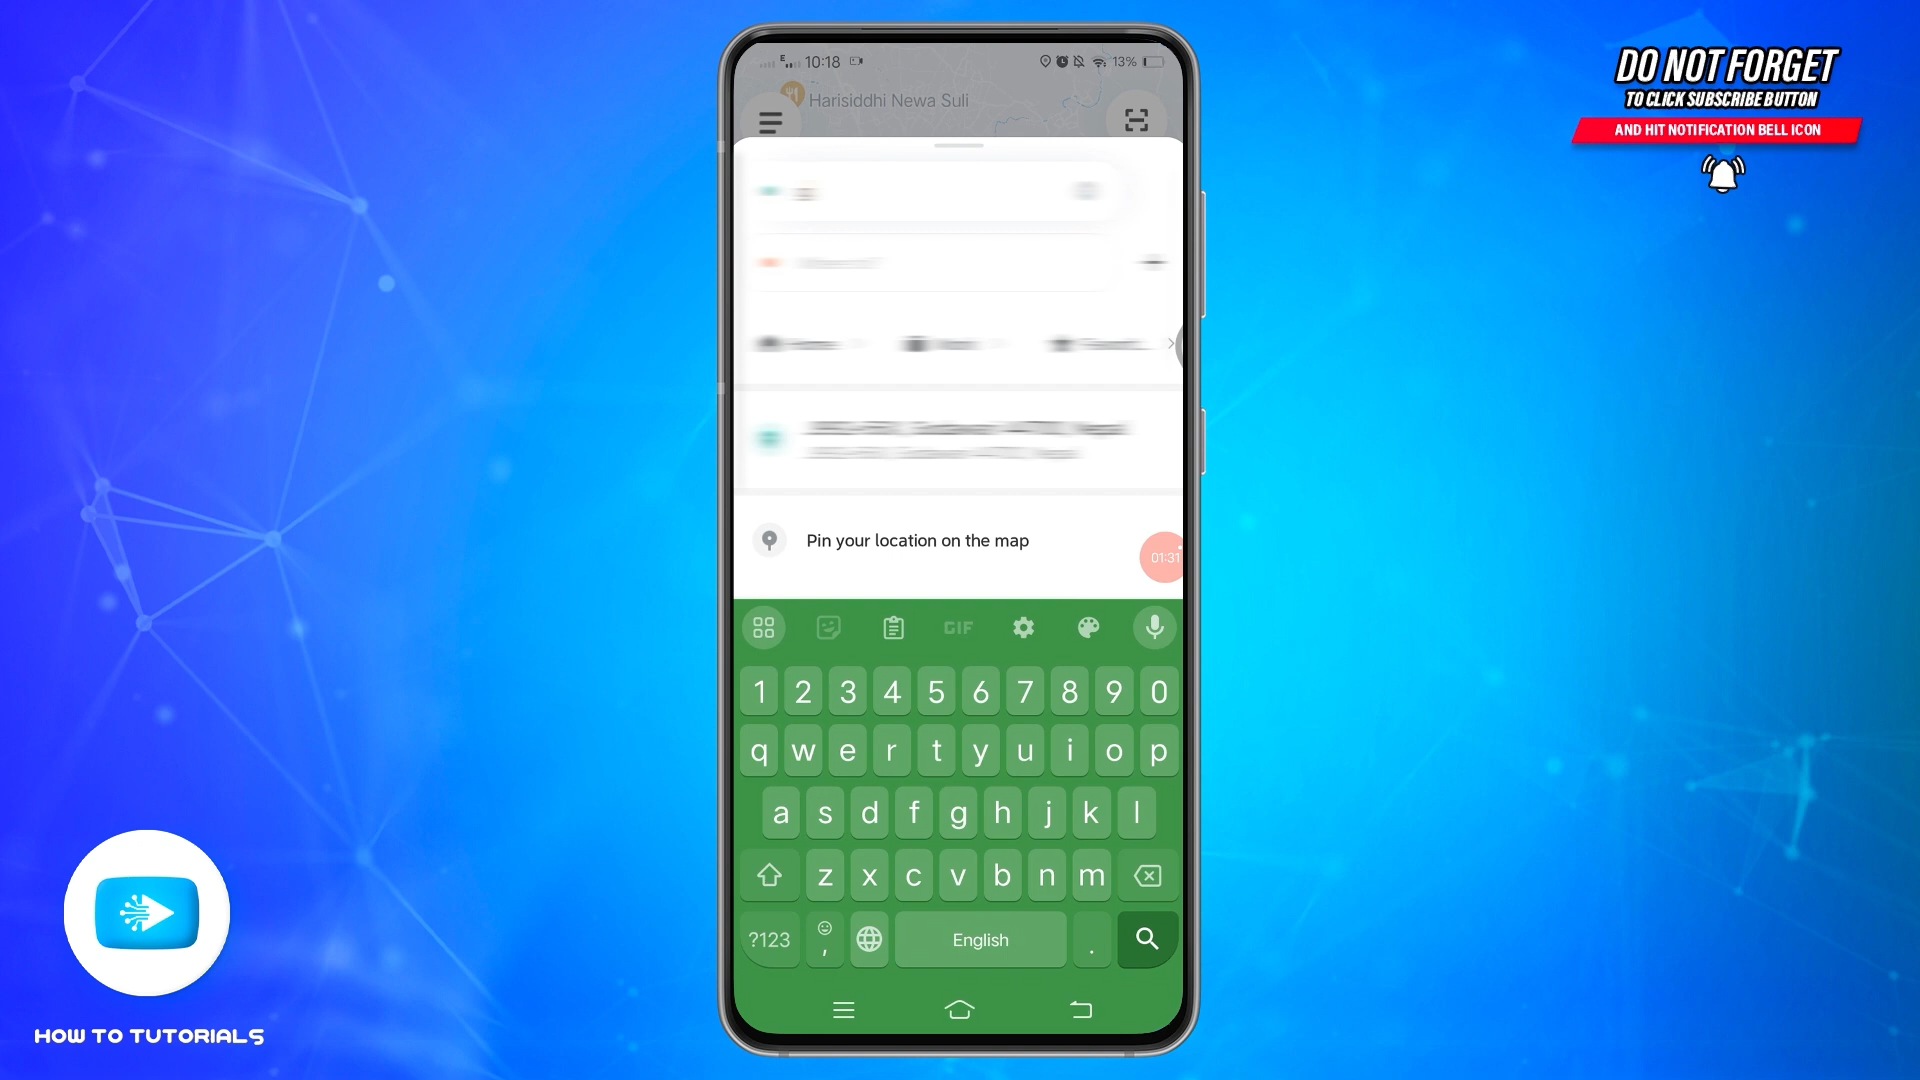 DO NOT FORGET
TO CLICK SUBSCRIBE BUTTON
AND HIT NOTIFICATION BELL ICON
E 10:18 13%
Harisiddhi Newa Suli
Pin your location on the map
01:31
GIF
1 2 3 4 5 6 7 8 9 0
q w e r t y u i o p
a s d f g h j k l
z x c v b n m
?123 , English .
HOW TO TUTORIALS